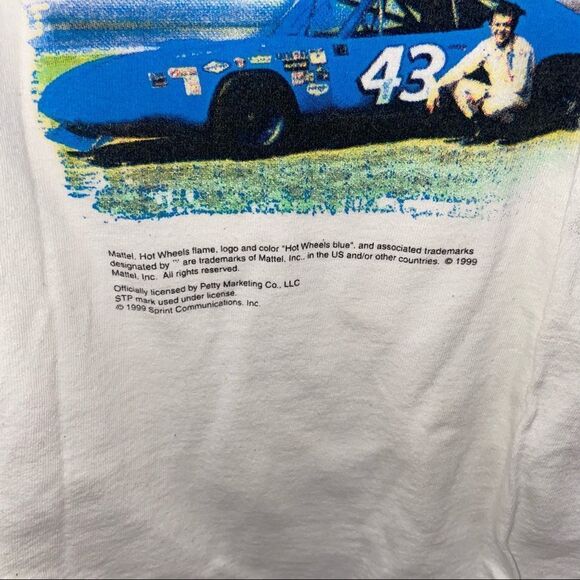 43
Mattel, Hot Wheels flame, logo and color "Hot Wheels blue", and associated trademarks
designated by "" are trademarks of Mattel, Inc., in the US and/or other countries. © 1999
Mattel, Inc. All rights reserved.
Officially licensed by Petty Marketing Co., LLC
STP mark used under license.
© 1999 Sprint Communications, Inc.